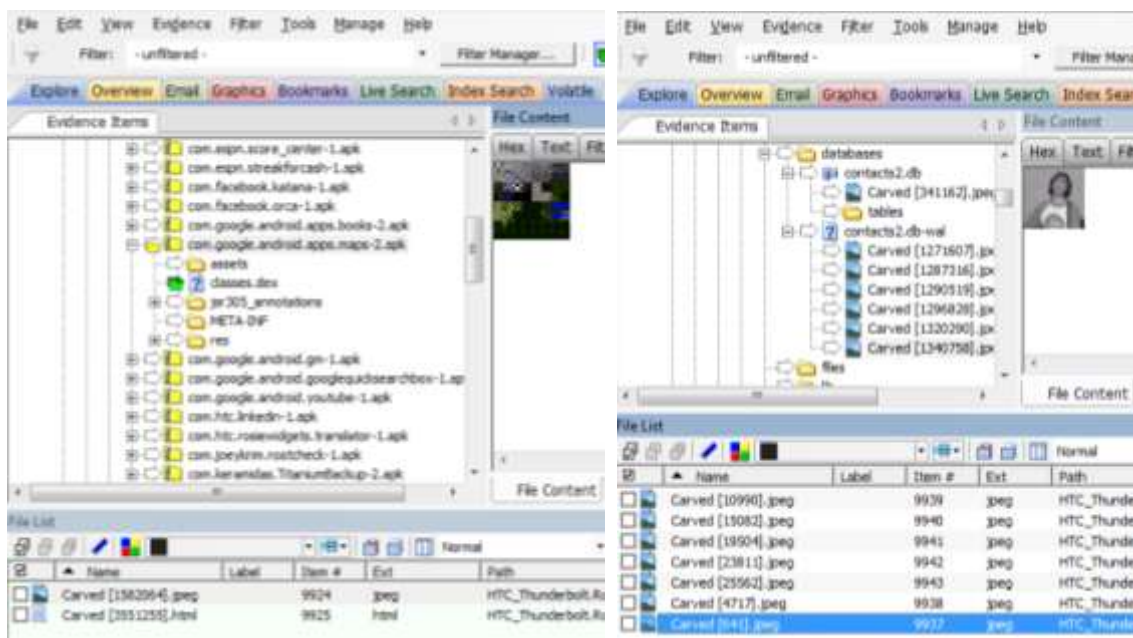 File Edit View Evidence Filter Tools Manage Help
Filter: - unfiltered - Filter Manager...
Explore Overview Email Graphics Bookmarks Live Search Index Search Volatile
Evidence Items
File Content
Hex Text
com.espn.score_center-1.apk
com.espn.streakforcash-1.apk
com.facebook.katana-1.apk
com.facebook.orca-1.apk
com.google.android.apps.books-2.apk
com.google.android.apps.maps-2.apk
assets
classes.dex
jsr305_annotations
META-INF
res
com.google.android.gm-1.apk
com.google.android.googlequicksearchbox-1.ap
com.google.android.youtube-1.apk
com.htc.linkedin-1.apk
com.htc.rosiewidgets.translator-1.apk
com.joeykrim.rootcheck-1.apk
com.keramidas.TitaniumBackup-2.apk
File Content
File List
Normal
Name Label Item # Ext Path
Carved [1582064].jpeg 9924 jpeg HTC_Thunderbolt.Ro
Carved [3551255].html 9925 html HTC_Thunderbolt.Ro
File Edit View Evidence Filter Tools Manage Help
Filter: - unfiltered - Filter Mana
Explore Overview Email Graphics Bookmarks Live Search Index Sear
Evidence Items
File Content
Hex Text
databases
contacts2.db
Carved [341162].jpeg
tables
contacts2.db-wal
Carved [1271607].jpe
Carved [1287316].jpe
Carved [1290519].jpe
Carved [1296828].jpe
Carved [1320290].jpe
Carved [1340758].jpe
files
File Content
File List
Normal
Name Label Item # Ext Path
Carved [10990].jpeg 9939 jpeg HTC_Thunde
Carved [15082].jpeg 9940 jpeg HTC_Thunde
Carved [19504].jpeg 9941 jpeg HTC_Thunde
Carved [23811].jpeg 9942 jpeg HTC_Thunde
Carved [25562].jpeg 9943 jpeg HTC_Thunde
Carved [4717].jpeg 9938 jpeg HTC_Thunde
Carved [641].jpeg 9937 jpeg HTC_Thunde